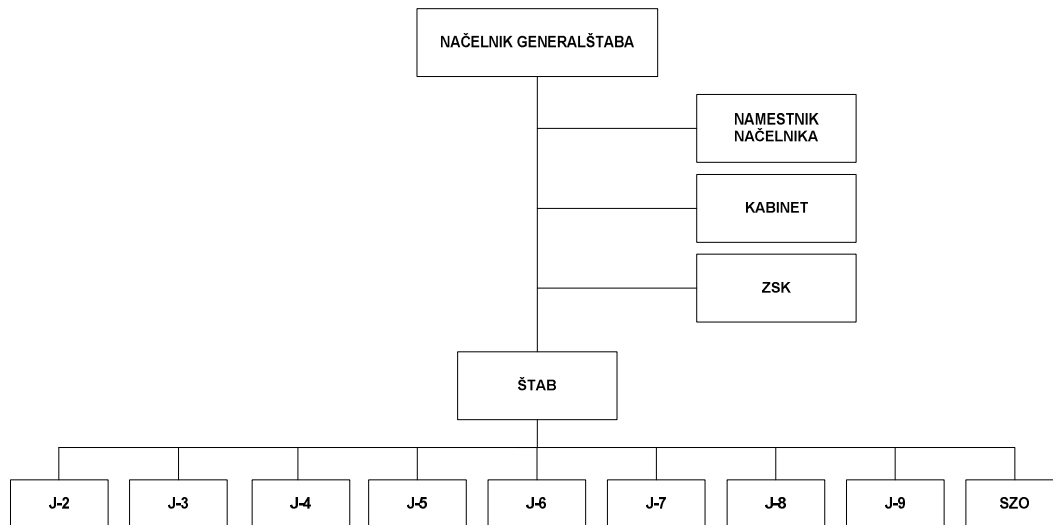 NAČELNIK GENERALŠTABA
NAMESTNIK
NAČELNIKA
KABINET
ZSK
ŠTAB
J-2
J-3
J-4
J-5
J-6
J-7
J-8
J-9
SZO